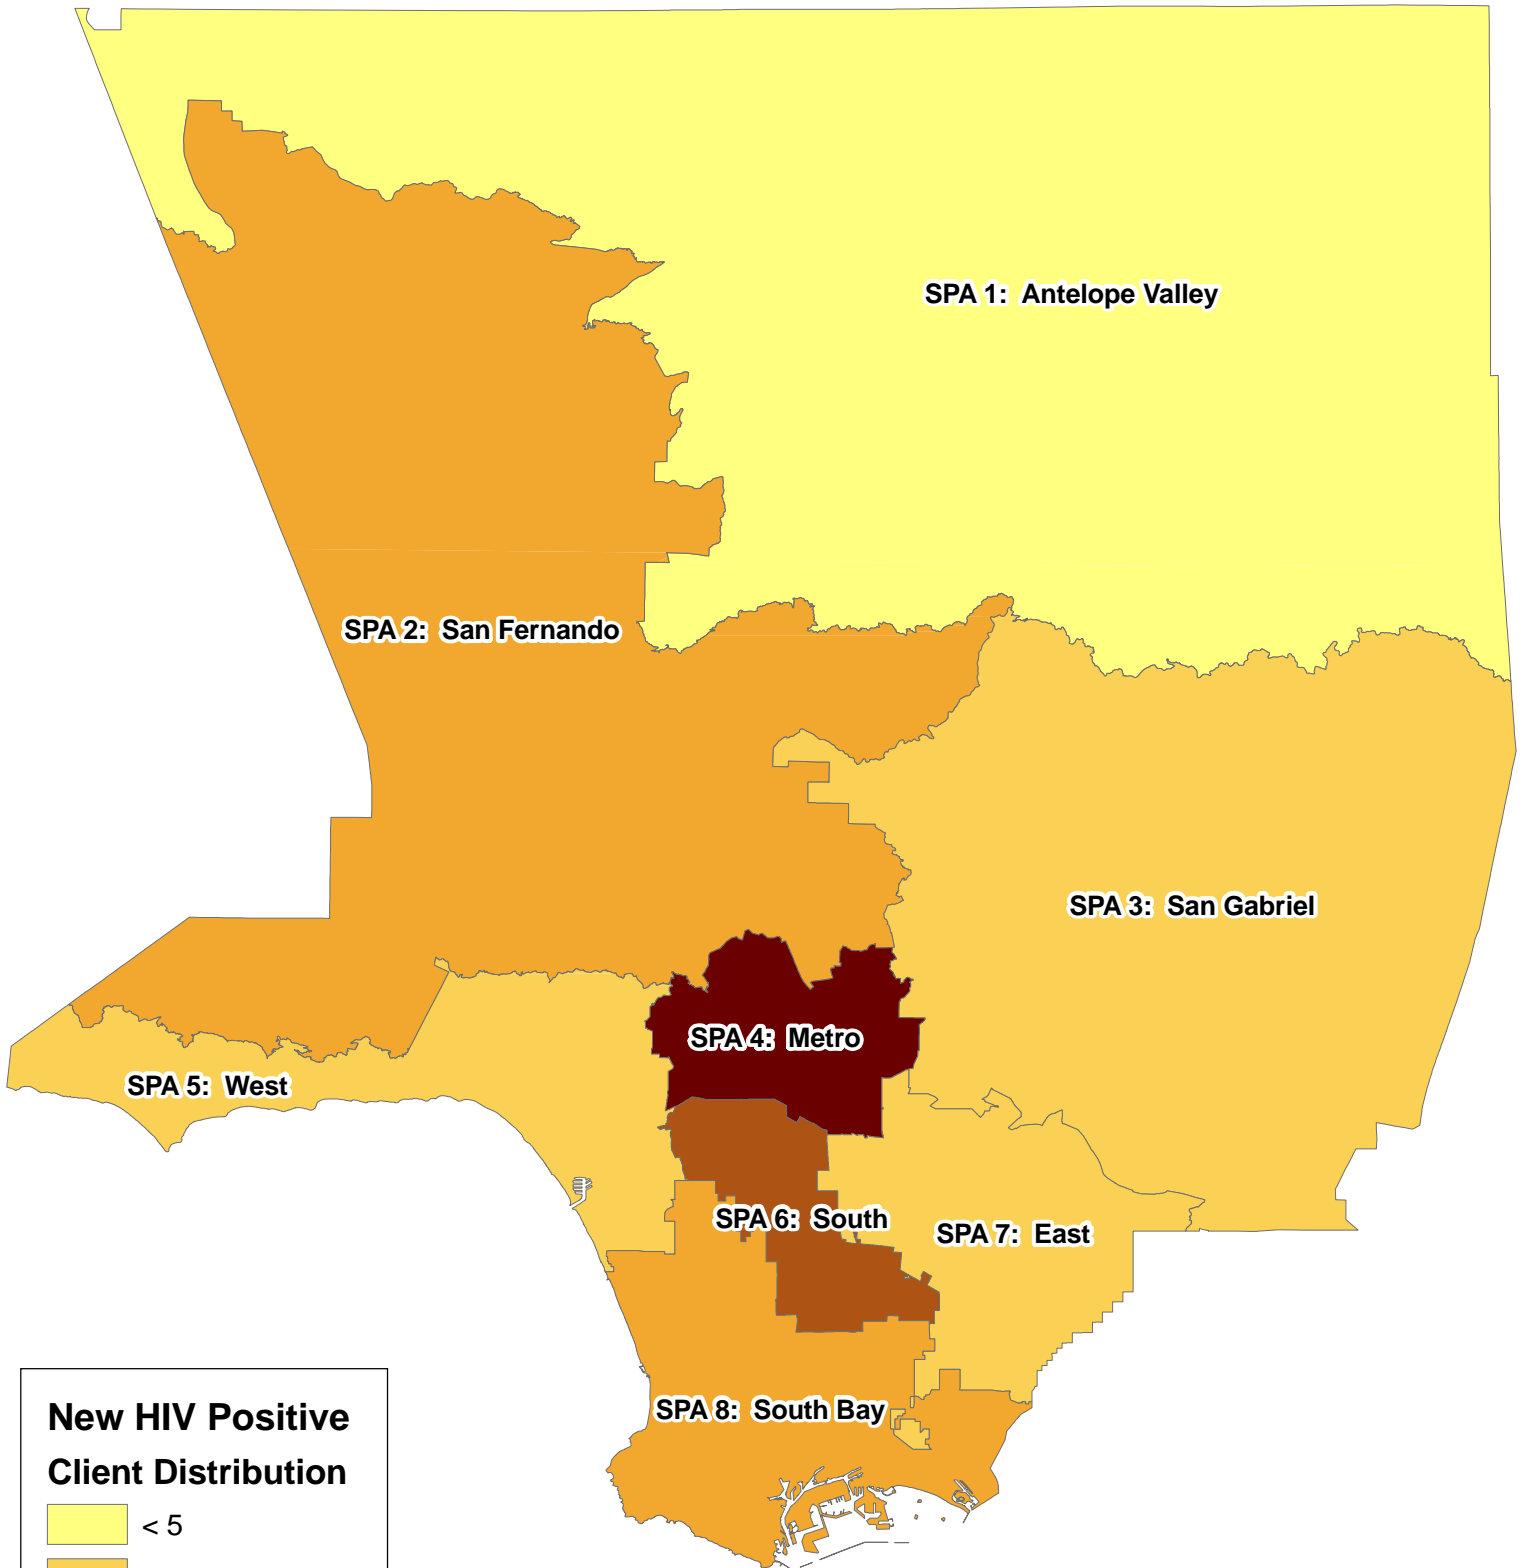 SPA 1: Antelope Valley
SPA 2: San Fernando
SPA 3: San Gabriel
SPA 4: Metro
SPA 5: West
SPA 6: South
SPA 7: East
SPA 8: South Bay
New HIV Positive
Client Distribution
< 5